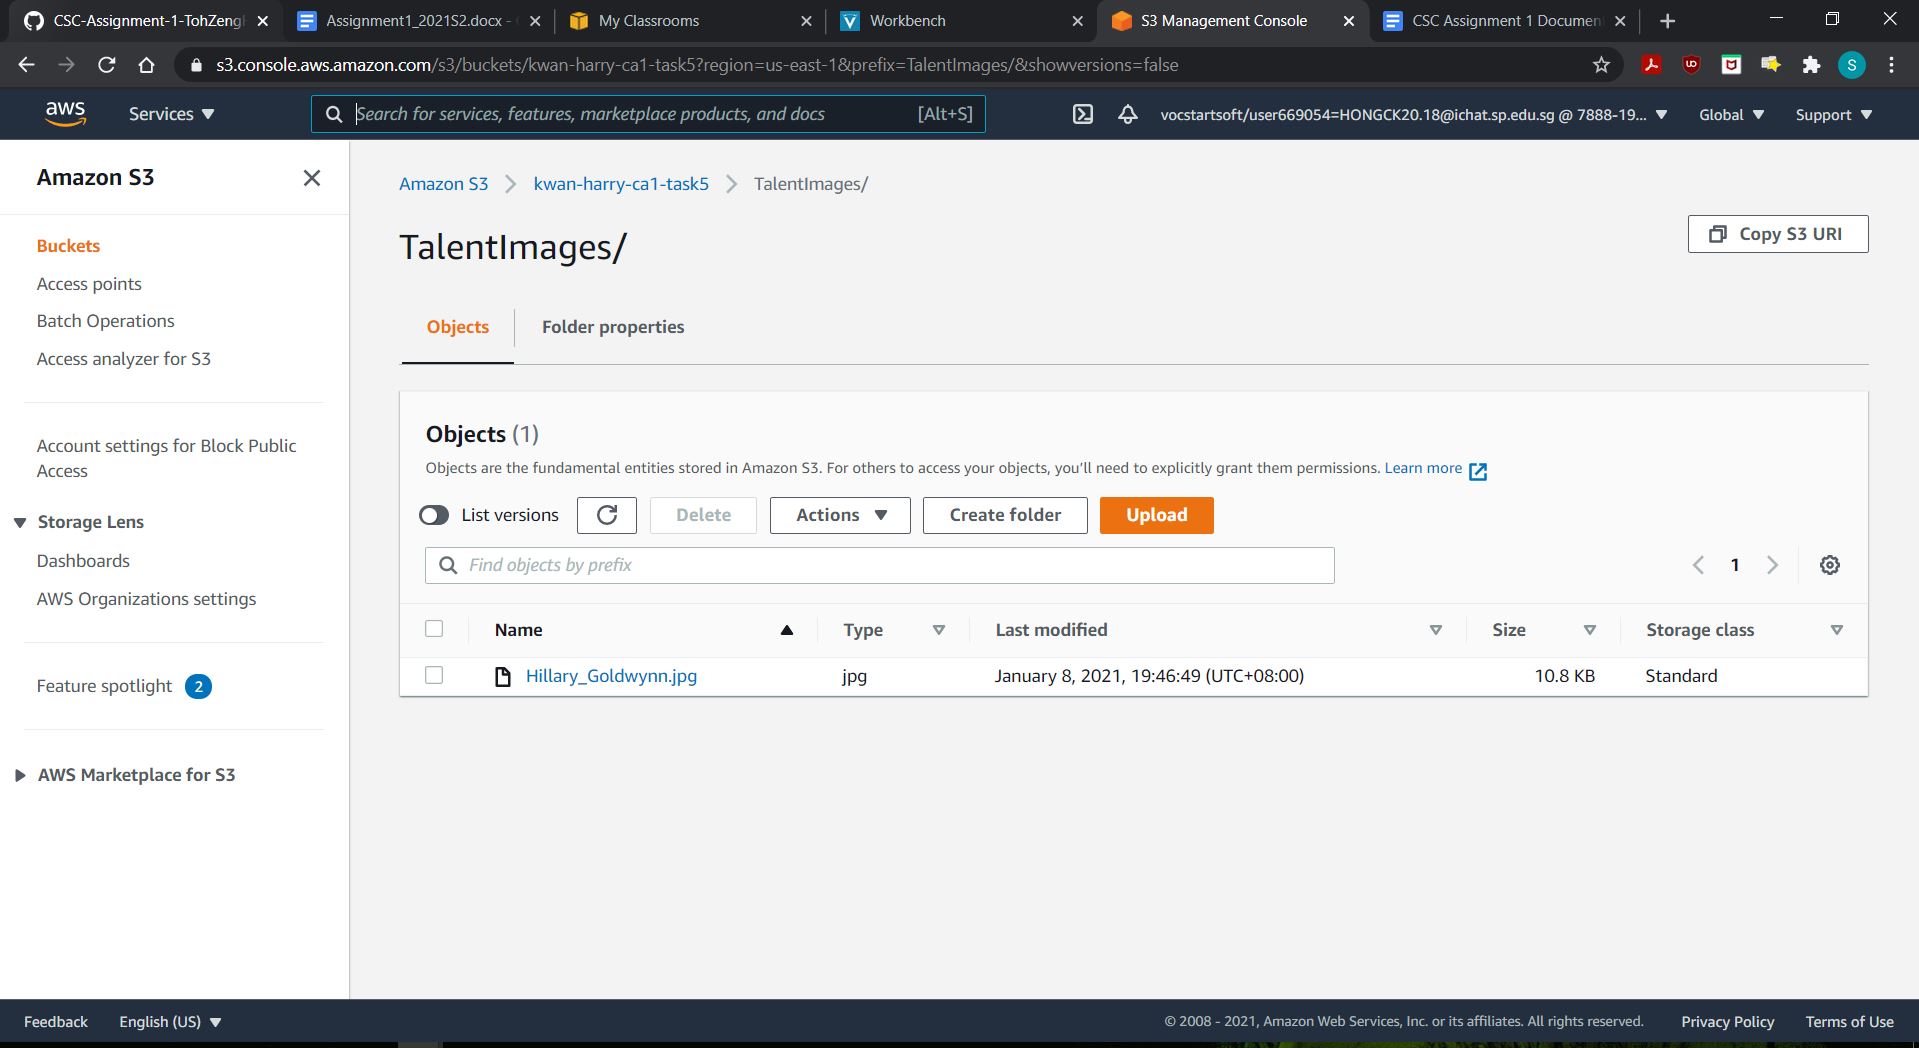 CSC-Assignment-1-TohZengH
Assignment1_2021S2.docx -
My Classrooms
Workbench
S3 Management Console
CSC Assignment 1 Documen
s3.console.aws.amazon.com/s3/buckets/kwan-harry-ca1-task5?region=us-east-1&prefix=TalentImages/&showversions=false
S
aws
Services
Search for services, features, marketplace products, and docs [Alt+S]
vocstartsoft/user669054=HONGCK20.18@ichat.sp.edu.sg @ 7888-19...
Global
Support
Amazon S3
Buckets
Access points
Batch Operations
Access analyzer for S3
Account settings for Block Public
Access
Storage Lens
Dashboards
AWS Organizations settings
Feature spotlight 2
AWS Marketplace for S3
Amazon S3 > kwan-harry-ca1-task5 > TalentImages/
TalentImages/
Copy S3 URI
Objects Folder properties
Objects (1)
Objects are the fundamental entities stored in Amazon S3. For others to access your objects, you'll need to explicitly grant them permissions. Learn more
List versions Delete Actions Create folder Upload
Find objects by prefix
1
Name Type Last modified Size Storage class
Hillary_Goldwynn.jpg jpg January 8, 2021, 19:46:49 (UTC+08:00) 10.8 KB Standard
Feedback English (US) © 2008 - 2021, Amazon Web Services, Inc. or its affiliates. All rights reserved. Privacy Policy Terms of Use